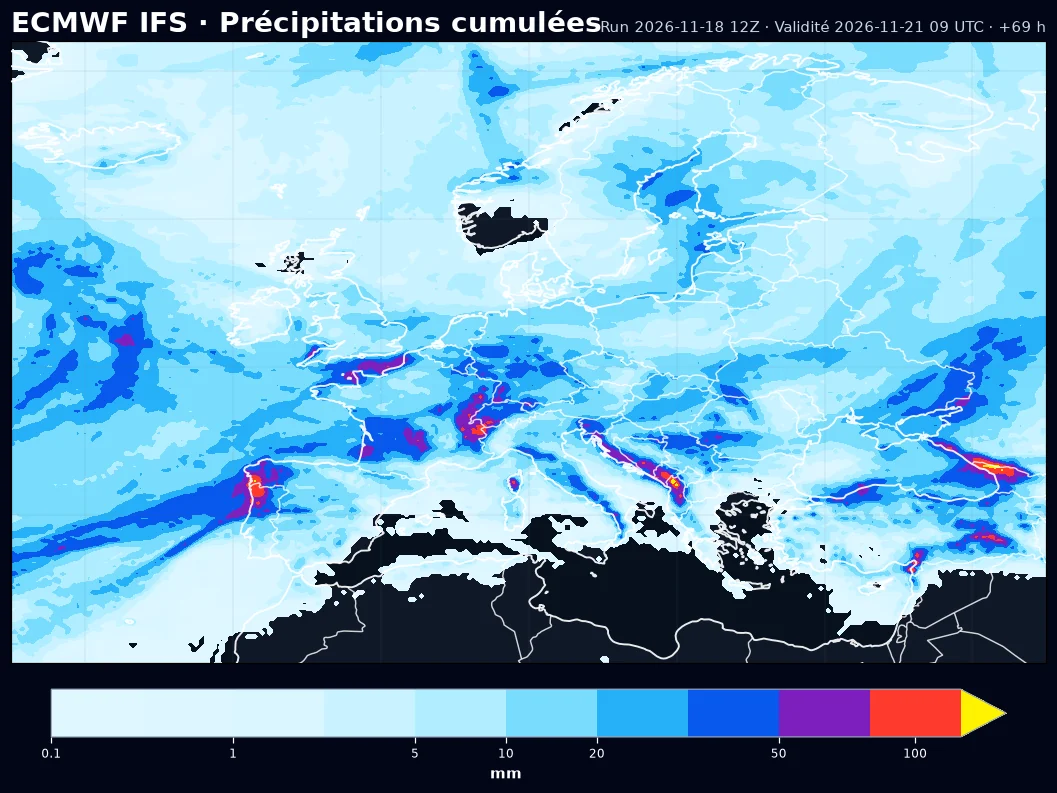 ECMWF IFS · Précipitations cumulées
Run 2026-11-18 12Z · Validité 2026-11-21 09 UTC · +69 h
0.1 1 5 10 20 50 100
mm